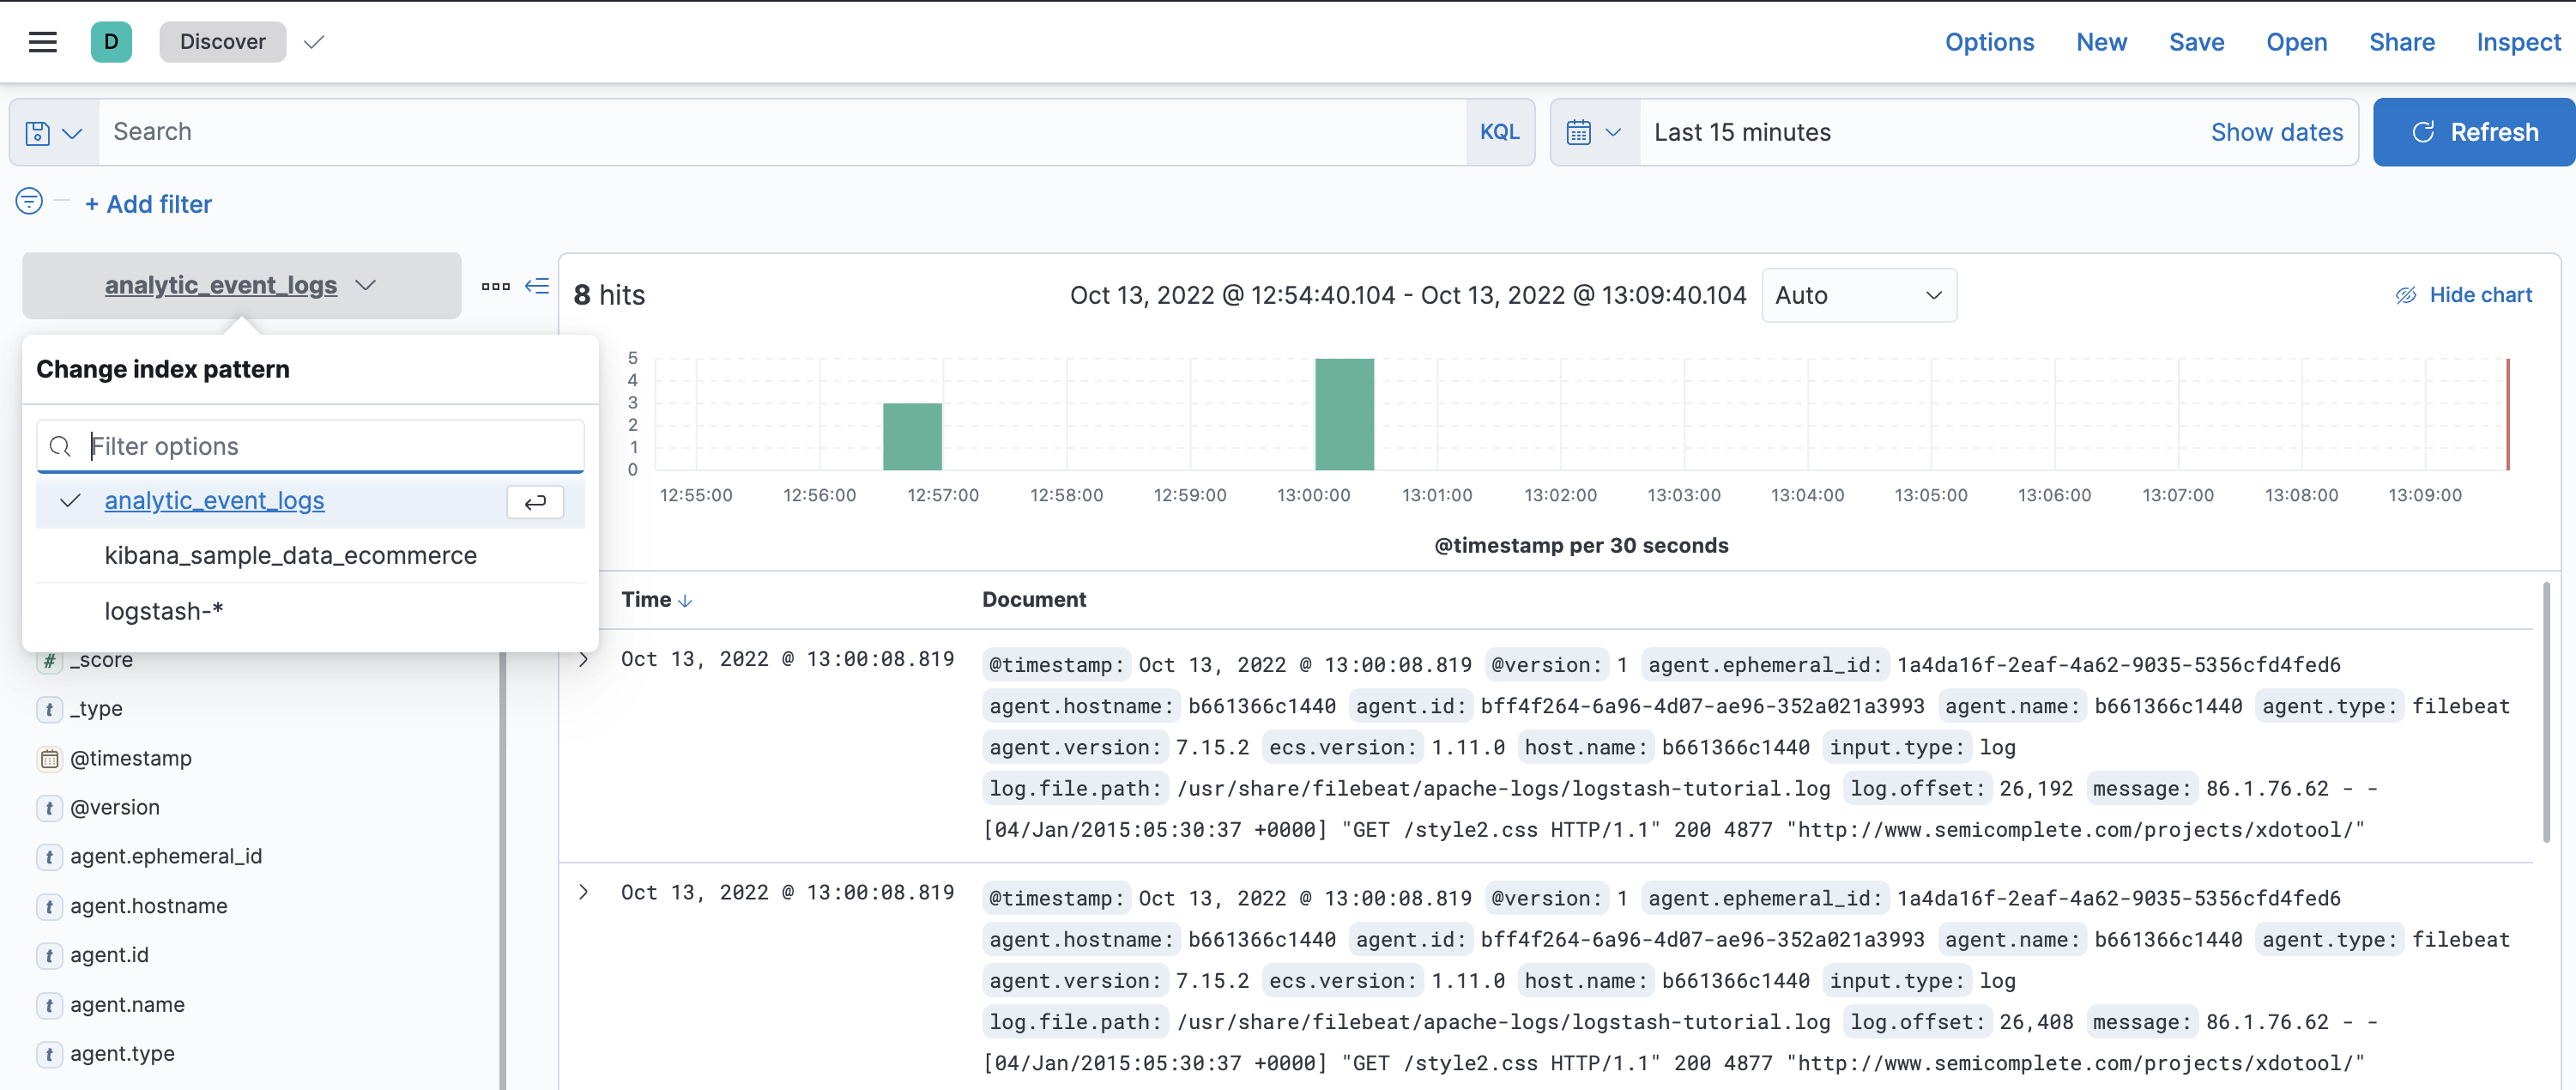 D Discover Options New Save Open Share Inspect
Search KQL Last 15 minutes Show dates Refresh
+ Add filter
analytic_event_logs
Change index pattern
Filter options
analytic_event_logs
kibana_sample_data_ecommerce
logstash-*
# _score
t _type
@timestamp
t @version
t agent.ephemeral_id
t agent.hostname
t agent.id
t agent.name
t agent.type
8 hits Oct 13, 2022 @ 12:54:40.104 - Oct 13, 2022 @ 13:09:40.104 Auto Hide chart
5
4
3
2
1
0
12:55:00 12:56:00 12:57:00 12:58:00 12:59:00 13:00:00 13:01:00 13:02:00 13:03:00 13:04:00 13:05:00 13:06:00 13:07:00 13:08:00 13:09:00
@timestamp per 30 seconds
Time Document
Oct 13, 2022 @ 13:00:08.819 @timestamp: Oct 13, 2022 @ 13:00:08.819 @version: 1 agent.ephemeral_id: 1a4da16f-2eaf-4a62-9035-5356cfd4fed6
agent.hostname: b661366c1440 agent.id: bff4f264-6a96-4d07-ae96-352a021a3993 agent.name: b661366c1440 agent.type: filebeat
agent.version: 7.15.2 ecs.version: 1.11.0 host.name: b661366c1440 input.type: log
log.file.path: /usr/share/filebeat/apache-logs/logstash-tutorial.log log.offset: 26,192 message: 86.1.76.62 - -
[04/Jan/2015:05:30:37 +0000] "GET /style2.css HTTP/1.1" 200 4877 "http://www.semicomplete.com/projects/xdotool/"
Oct 13, 2022 @ 13:00:08.819 @timestamp: Oct 13, 2022 @ 13:00:08.819 @version: 1 agent.ephemeral_id: 1a4da16f-2eaf-4a62-9035-5356cfd4fed6
agent.hostname: b661366c1440 agent.id: bff4f264-6a96-4d07-ae96-352a021a3993 agent.name: b661366c1440 agent.type: filebeat
agent.version: 7.15.2 ecs.version: 1.11.0 host.name: b661366c1440 input.type: log
log.file.path: /usr/share/filebeat/apache-logs/logstash-tutorial.log log.offset: 26,408 message: 86.1.76.62 - -
[04/Jan/2015:05:30:37 +0000] "GET /style2.css HTTP/1.1" 200 4877 "http://www.semicomplete.com/projects/xdotool/"